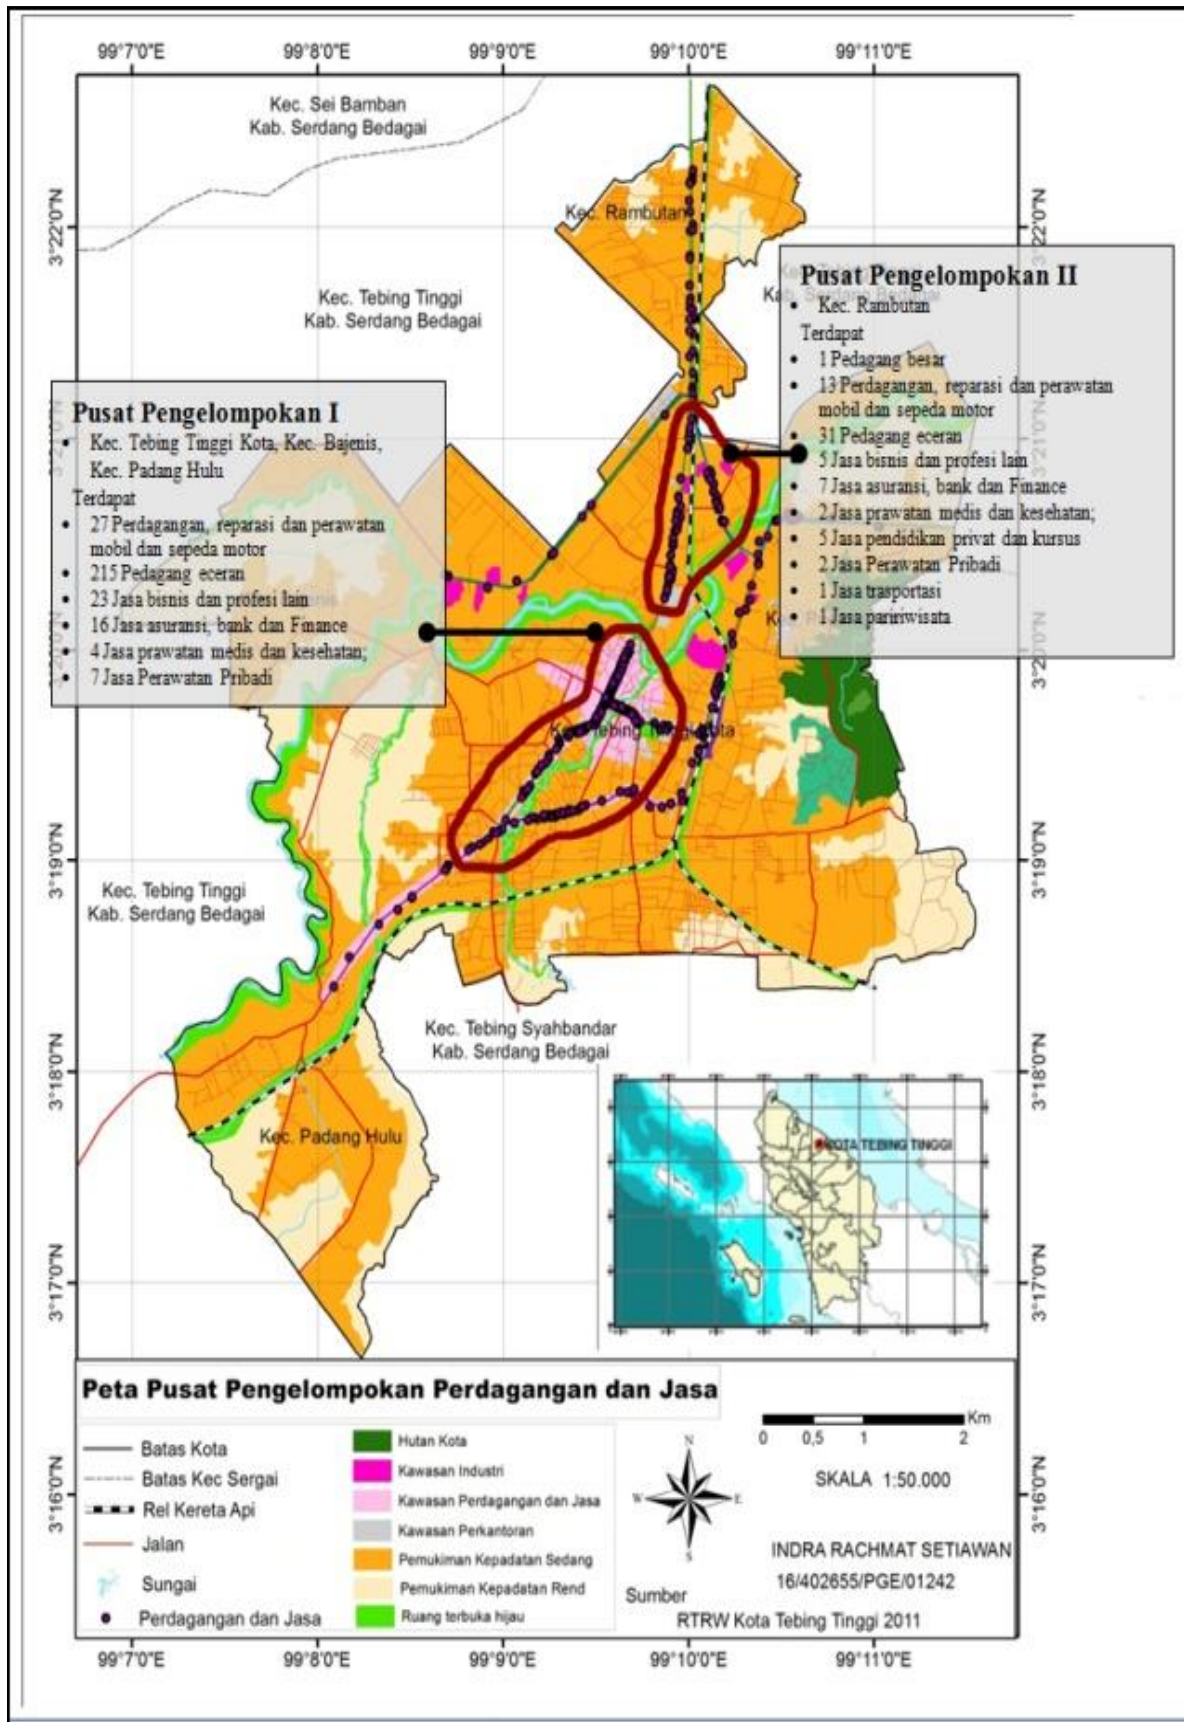 99°7'0"E 99°8'0"E 99°9'0"E 99°10'0"E 99°11'0"E
Kec. Sei Bamban
Kab. Serdang Bedagai
3°22'0"N
3°22'0"N
Kec. Rambutan
Kec. Tebing Tinggi
Kab. Serdang Bedagai
Pusat Pengelompokan II
• Kec. Rambutan
Terdapat
• 1 Pedagang besar
• 13 Perdagangan, reparasi dan perawatan
mobil dan sepeda motor
• 31 Pedagang eceran
• 5 Jasa bisnis dan profesi lain
• 7 Jasa asuransi, bank dan Finance
• 2 Jasa prawatan medis dan kesehatan;
• 5 Jasa pendidikan privat dan kursus
• 2 Jasa Perawatan Pribadi
• 1 Jasa trasportasi
• 1 Jasa paririwisata
Pusat Pengelompokan I
• Kec. Tebing Tinggi Kota, Kec. Bajenis,
Kec. Padang Hulu
Terdapat
• 27 Perdagangan, reparasi dan perawatan
mobil dan sepeda motor
• 215 Pedagang eceran
• 23 Jasa bisnis dan profesi lain
• 16 Jasa asuransi, bank dan Finance
• 4 Jasa prawatan medis dan kesehatan;
• 7 Jasa Perawatan Pribadi
3°21'0"N
3°20'0"N
Kec. Tebing Tinggi Kota
3°19'0"N
3°19'0"N
Kec. Tebing Tinggi
Kab. Serdang Bedagai
Kec. Tebing Syahbandar
Kab. Serdang Bedagai
3°18'0"N
3°18'0"N
Kec. Padang Hulu
KOTA TEBING TINGGI
3°17'0"N
3°17'0"N
Peta Pusat Pengelompokan Perdagangan dan Jasa
Batas Kota
Batas Kec Sergai
Rel Kereta Api
Jalan
Sungai
Perdagangan dan Jasa
Hutan Kota
Kawasan Industri
Kawasan Perdagangan dan Jasa
Kawasan Perkantoran
Pemukiman Kepadatan Sedang
Pemukiman Kepadatan Rend
Ruang terbuka hijau
N
W E
S
Km
0 0,5 1 2
SKALA 1:50.000
INDRA RACHMAT SETIAWAN
16/402655/PGE/01242
Sumber
RTRW Kota Tebing Tinggi 2011
3°16'0"N
3°16'0"N
99°7'0"E 99°8'0"E 99°9'0"E 99°10'0"E 99°11'0"E